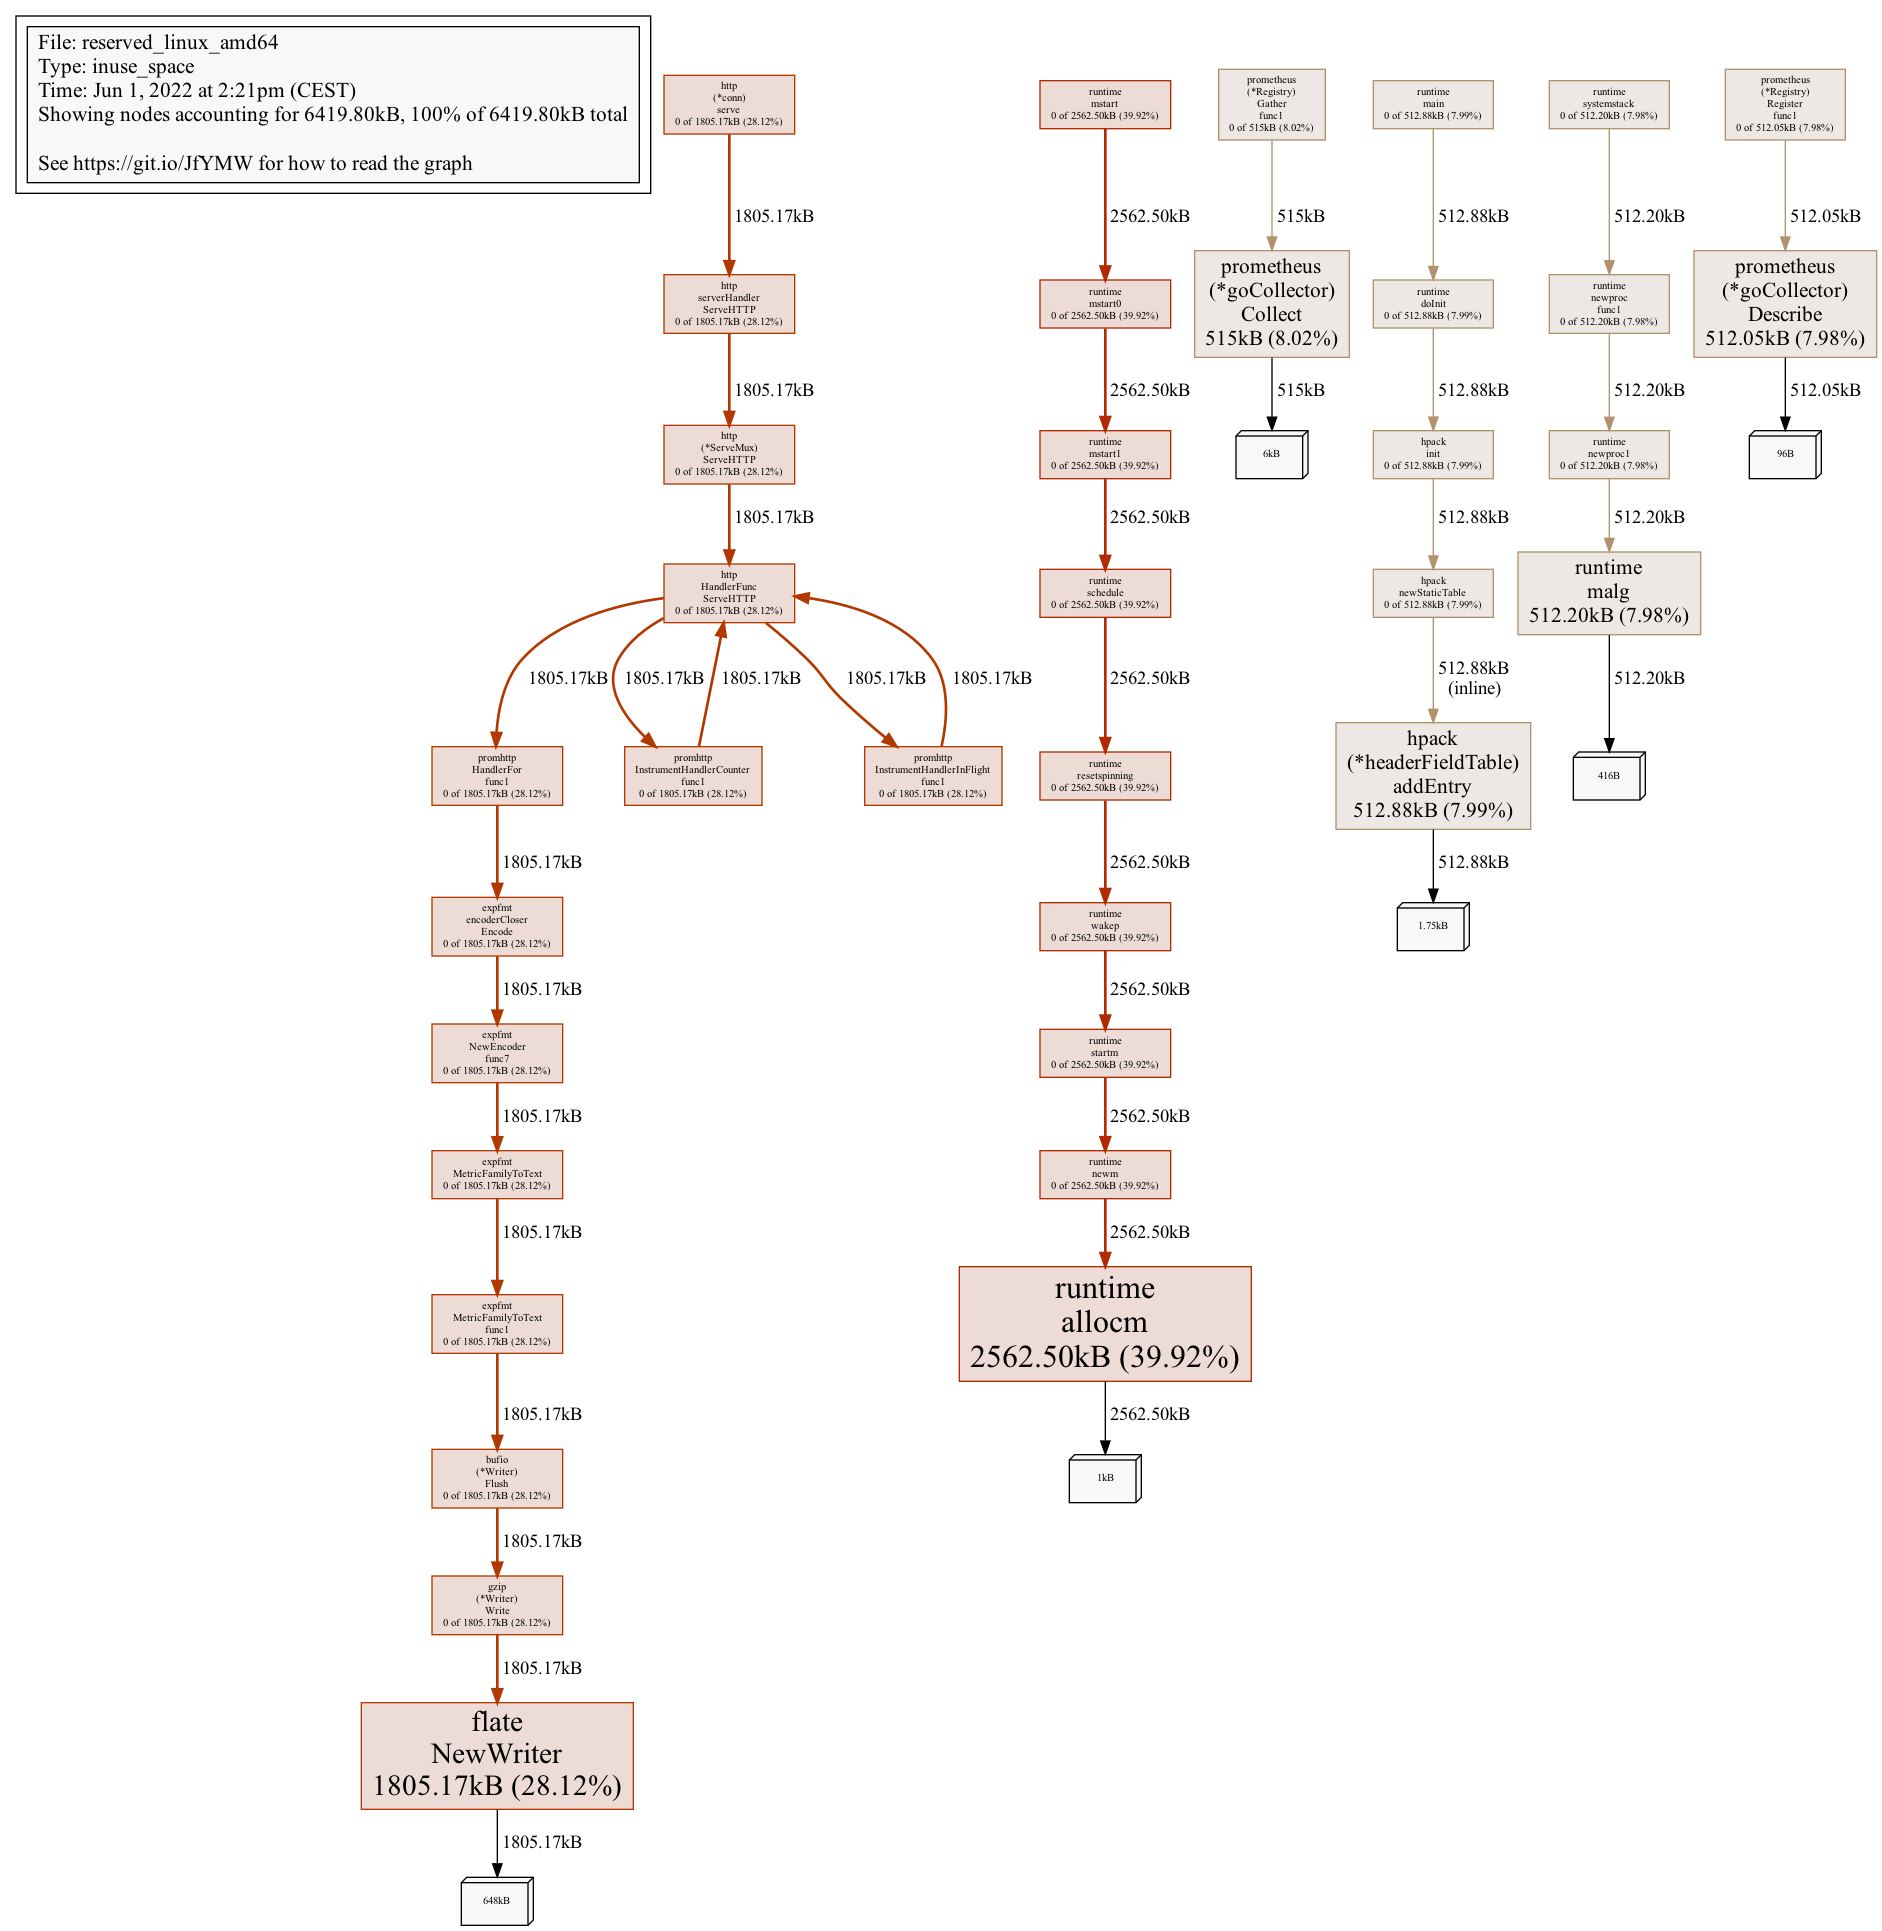 File: reserved_linux_amd64
Type: inuse_space
Time: Jun 1, 2022 at 2:21pm (CEST)
Showing nodes accounting for 6419.80kB, 100% of 6419.80kB total
See https://git.io/JfYMW for how to read the graph
http
(*conn)
serve
0 of 1805.17kB (28.12%)
1805.17kB
http
serverHandler
ServeHTTP
0 of 1805.17kB (28.12%)
1805.17kB
http
(*ServeMux)
ServeHTTP
0 of 1805.17kB (28.12%)
1805.17kB
http
HandlerFunc
ServeHTTP
0 of 1805.17kB (28.12%)
1805.17kB
1805.17kB
1805.17kB
1805.17kB
1805.17kB
promhttp
HandlerFor
func1
0 of 1805.17kB (28.12%)
promhttp
InstrumentHandlerCounter
func1
0 of 1805.17kB (28.12%)
promhttp
InstrumentHandlerInFlight
func1
0 of 1805.17kB (28.12%)
1805.17kB
expfmt
encoderCloser
Encode
0 of 1805.17kB (28.12%)
1805.17kB
expfmt
NewEncoder
func7
0 of 1805.17kB (28.12%)
1805.17kB
expfmt
MetricFamilyToText
0 of 1805.17kB (28.12%)
1805.17kB
expfmt
MetricFamilyToText
func1
0 of 1805.17kB (28.12%)
1805.17kB
bufio
(*Writer)
Flush
0 of 1805.17kB (28.12%)
1805.17kB
gzip
(*Writer)
Write
0 of 1805.17kB (28.12%)
1805.17kB
flate
NewWriter
1805.17kB (28.12%)
1805.17kB
648kB
runtime
mstart
0 of 2562.50kB (39.92%)
2562.50kB
runtime
mstart0
0 of 2562.50kB (39.92%)
2562.50kB
runtime
mstart1
0 of 2562.50kB (39.92%)
2562.50kB
runtime
schedule
0 of 2562.50kB (39.92%)
2562.50kB
runtime
resetspinning
0 of 2562.50kB (39.92%)
2562.50kB
runtime
wakep
0 of 2562.50kB (39.92%)
2562.50kB
runtime
startm
0 of 2562.50kB (39.92%)
2562.50kB
runtime
newm
0 of 2562.50kB (39.92%)
2562.50kB
runtime
allocm
2562.50kB (39.92%)
2562.50kB
1kB
prometheus
(*Registry)
Gather
func1
0 of 515kB (8.02%)
515kB
prometheus
(*goCollector)
Collect
515kB (8.02%)
515kB
6kB
runtime
main
0 of 512.88kB (7.99%)
512.88kB
runtime
doInit
0 of 512.88kB (7.99%)
512.88kB
hpack
init
0 of 512.88kB (7.99%)
512.88kB
hpack
newStaticTable
0 of 512.88kB (7.99%)
512.88kB
(inline)
hpack
(*headerFieldTable)
addEntry
512.88kB (7.99%)
512.88kB
1.75kB
runtime
systemstack
0 of 512.20kB (7.98%)
512.20kB
runtime
newproc
func1
0 of 512.20kB (7.98%)
512.20kB
runtime
newproc1
0 of 512.20kB (7.98%)
512.20kB
runtime
malg
512.20kB (7.98%)
512.20kB
416B
prometheus
(*Registry)
Register
func1
0 of 512.05kB (7.98%)
512.05kB
prometheus
(*goCollector)
Describe
512.05kB (7.98%)
512.05kB
96B